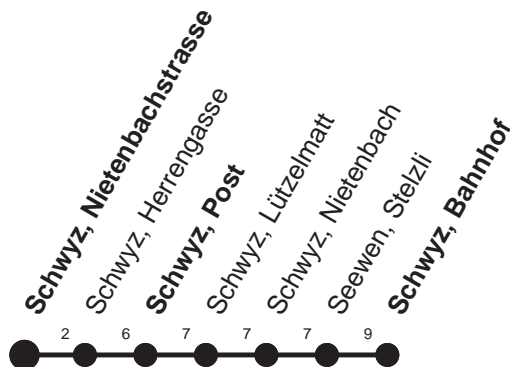 Schwyz, Nietenbachstrasse
Schwyz, Herrengasse
Schwyz, Post
Schwyz, Lützelmatt
Schwyz, Nietenbach
Seewen, Stelzli
Schwyz, Bahnhof
2 6 7 7 7 9